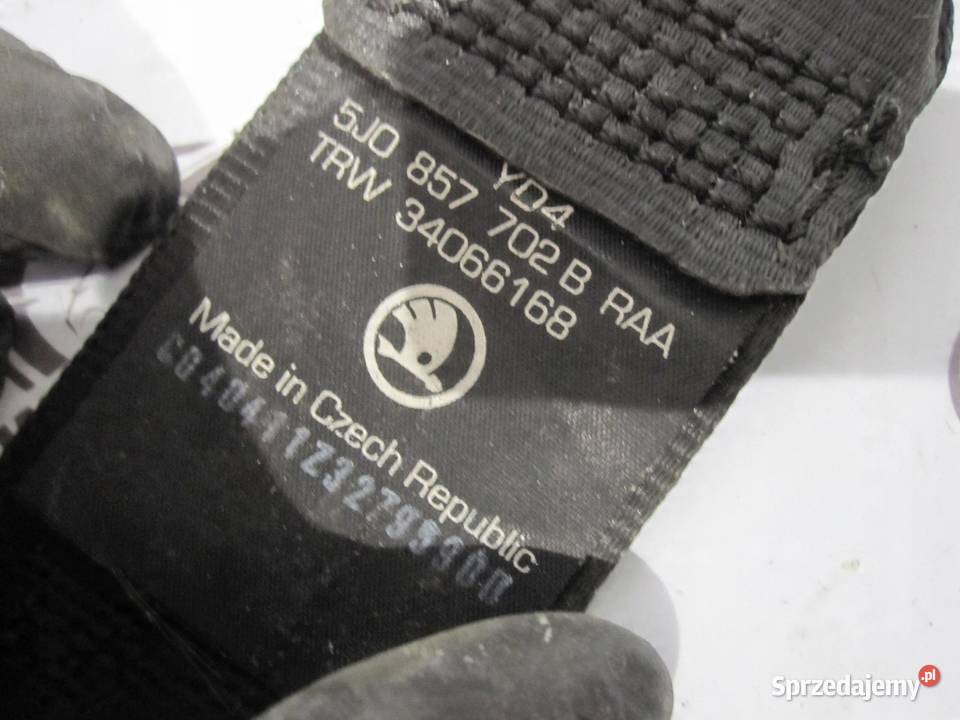 YD4
5J0 857 702 B RAA
TRW 34066168
Made in Czech Republic
Sprzedajemy.pl